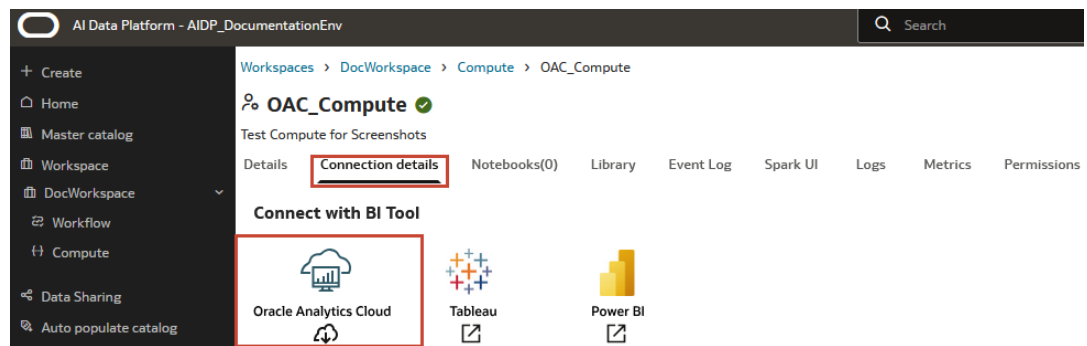 AI Data Platform - AIDP_DocumentationEnv
Search
+ Create
Home
Master catalog
Workspace
DocWorkspace
Workflow
Compute
Data Sharing
Auto populate catalog
Workspaces > DocWorkspace > Compute > OAC_Compute
OAC_Compute
Test Compute for Screenshots
Details Connection details Notebooks(0) Library Event Log Spark UI Logs Metrics Permissions
Connect with BI Tool
Oracle Analytics Cloud Tableau Power BI